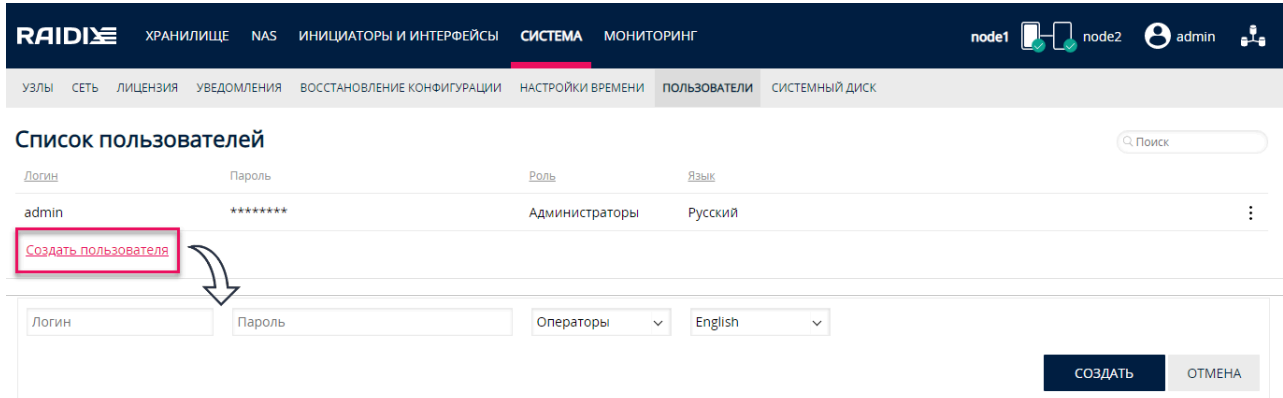 RAIDIX ХРАНИЛИЩЕ NAS ИНИЦИАТОРЫ И ИНТЕРФЕЙСЫ СИСТЕМА МОНИТОРИНГ node1 node2 admin
УЗЛЫ СЕТЬ ЛИЦЕНЗИЯ УВЕДОМЛЕНИЯ ВОССТАНОВЛЕНИЕ КОНФИГУРАЦИИ НАСТРОЙКИ ВРЕМЕНИ ПОЛЬЗОВАТЕЛИ СИСТЕМНЫЙ ДИСК
Список пользователей Поиск
Логин Пароль Роль Язык
admin ******** Администраторы Русский
Создать пользователя
Логин Пароль Операторы English
СОЗДАТЬ ОТМЕНА